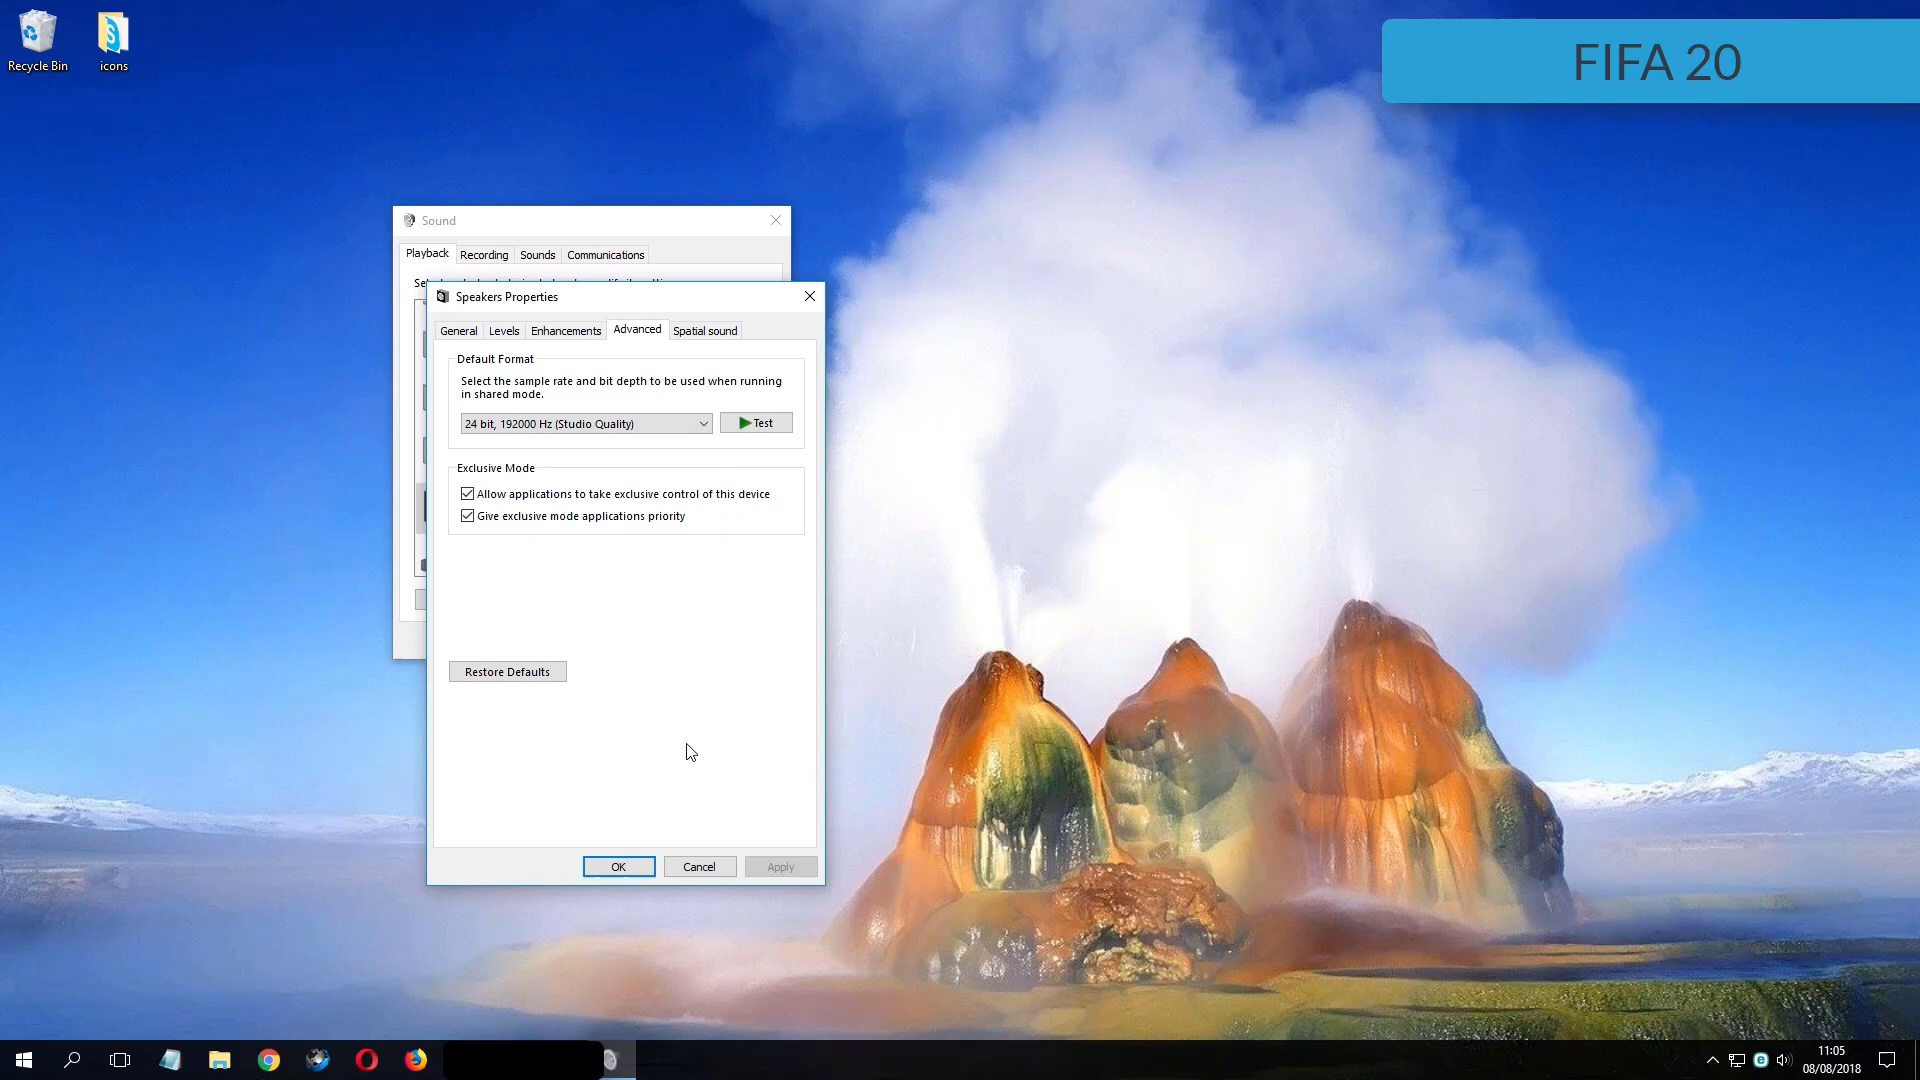 Recycle Bin
icons
FIFA 20
Sound
Playback Recording Sounds Communications
Speakers Properties
General Levels Enhancements Advanced Spatial sound
Default Format
Select the sample rate and bit depth to be used when running
in shared mode.
24 bit, 192000 Hz (Studio Quality)
Test
Exclusive Mode
Allow applications to take exclusive control of this device
Give exclusive mode applications priority
Restore Defaults
OK Cancel Apply
11:05
08/08/2018